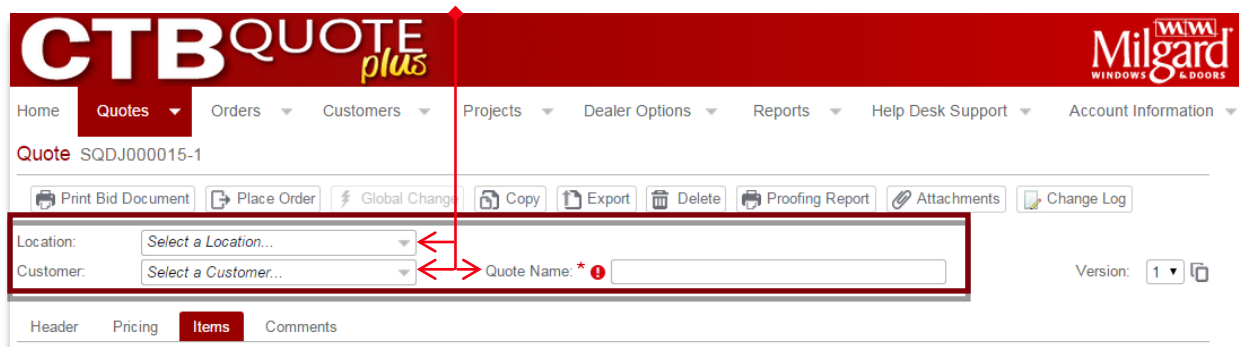 CTBQUOTE plus
Milgard
WINDOWS & DOORS
Home Quotes Orders Customers Projects Dealer Options Reports Help Desk Support Account Information
Quote SQDJ000015-1
Print Bid Document Place Order Global Change Copy Export Delete Proofing Report Attachments Change Log
Location: Select a Location...
Customer: Select a Customer... Quote Name: * Version: 1
Header Pricing Items Comments